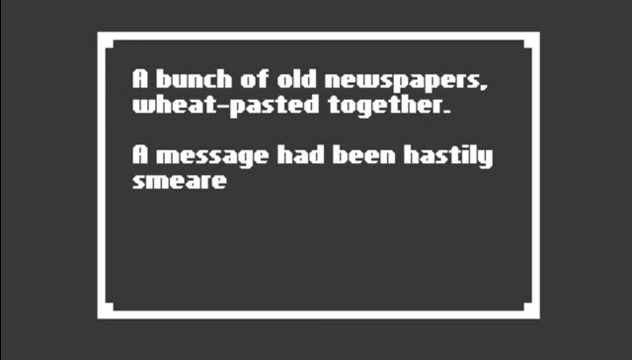 A bunch of old newspapers,
wheat-pasted together.
A message had been hastily
smeare